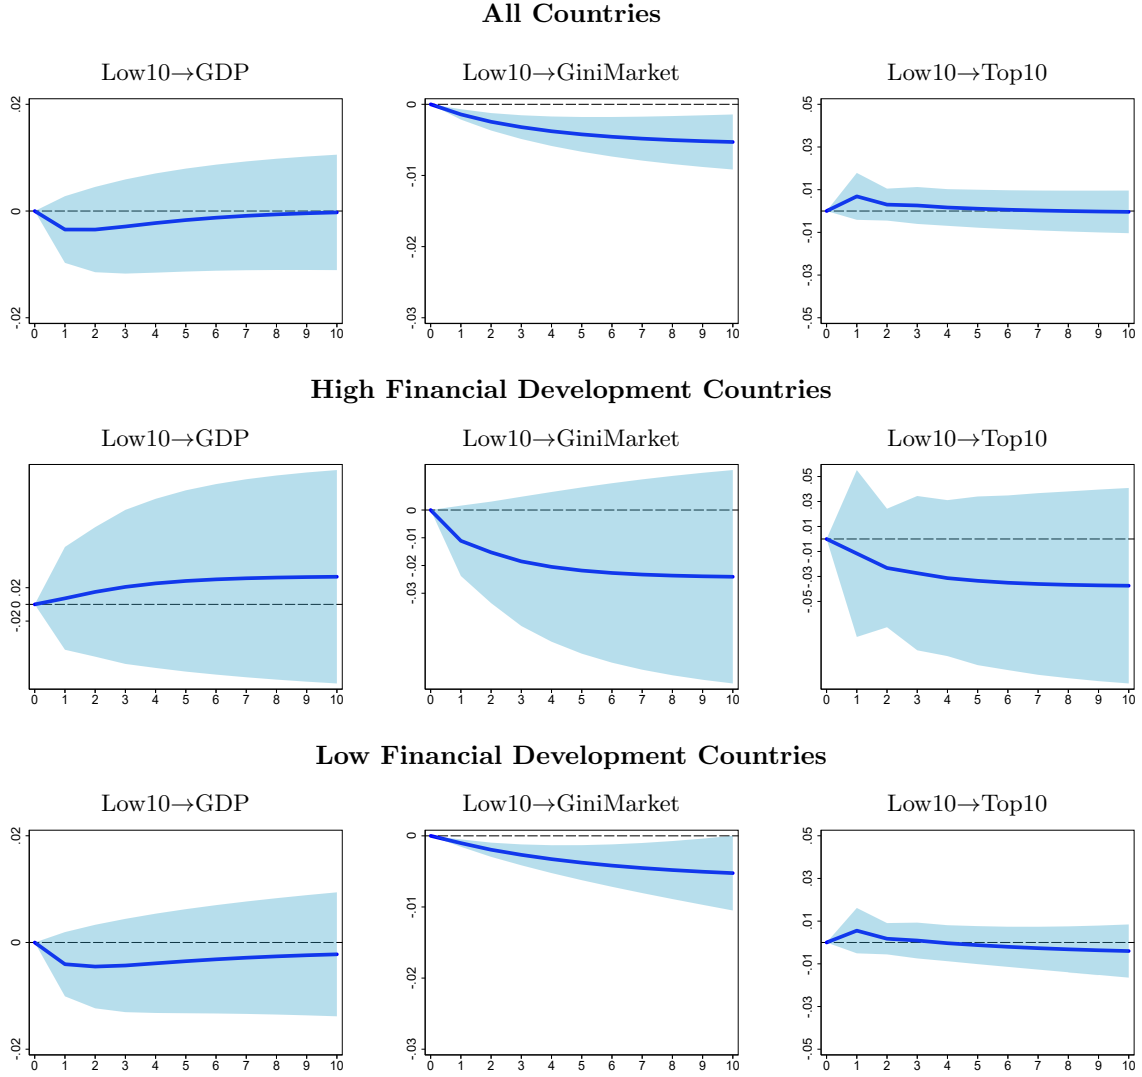 All Countries
Low10→GDP
Low10→GiniMarket
Low10→Top10
.02
0
-.02
0 1 2 3 4 5 6 7 8 9 10
0
-.01
-.02
-.03
0 1 2 3 4 5 6 7 8 9 10
.05
.03
.01
-.01
-.03
-.05
0 1 2 3 4 5 6 7 8 9 10
High Financial Development Countries
Low10→GDP
Low10→GiniMarket
Low10→Top10
.02
0
-.02
0 1 2 3 4 5 6 7 8 9 10
0
-.01
-.02
-.03
0 1 2 3 4 5 6 7 8 9 10
.05
.03
.01
-.01
-.03
-.05
0 1 2 3 4 5 6 7 8 9 10
Low Financial Development Countries
Low10→GDP
Low10→GiniMarket
Low10→Top10
.02
0
-.02
0 1 2 3 4 5 6 7 8 9 10
0
-.01
-.02
-.03
0 1 2 3 4 5 6 7 8 9 10
.05
.03
.01
-.01
-.03
-.05
0 1 2 3 4 5 6 7 8 9 10